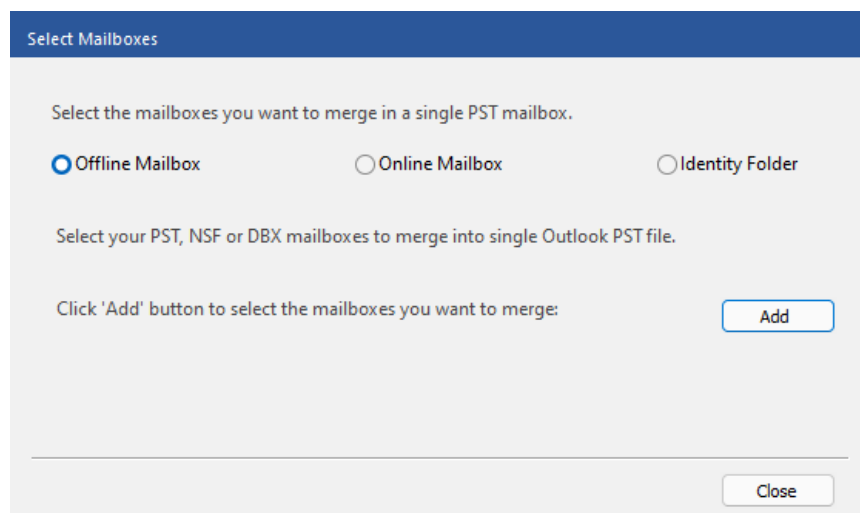 Select Mailboxes
Select the mailboxes you want to merge in a single PST mailbox.
Offline Mailbox Online Mailbox Identity Folder
Select your PST, NSF or DBX mailboxes to merge into single Outlook PST file.
Click 'Add' button to select the mailboxes you want to merge: Add
Close